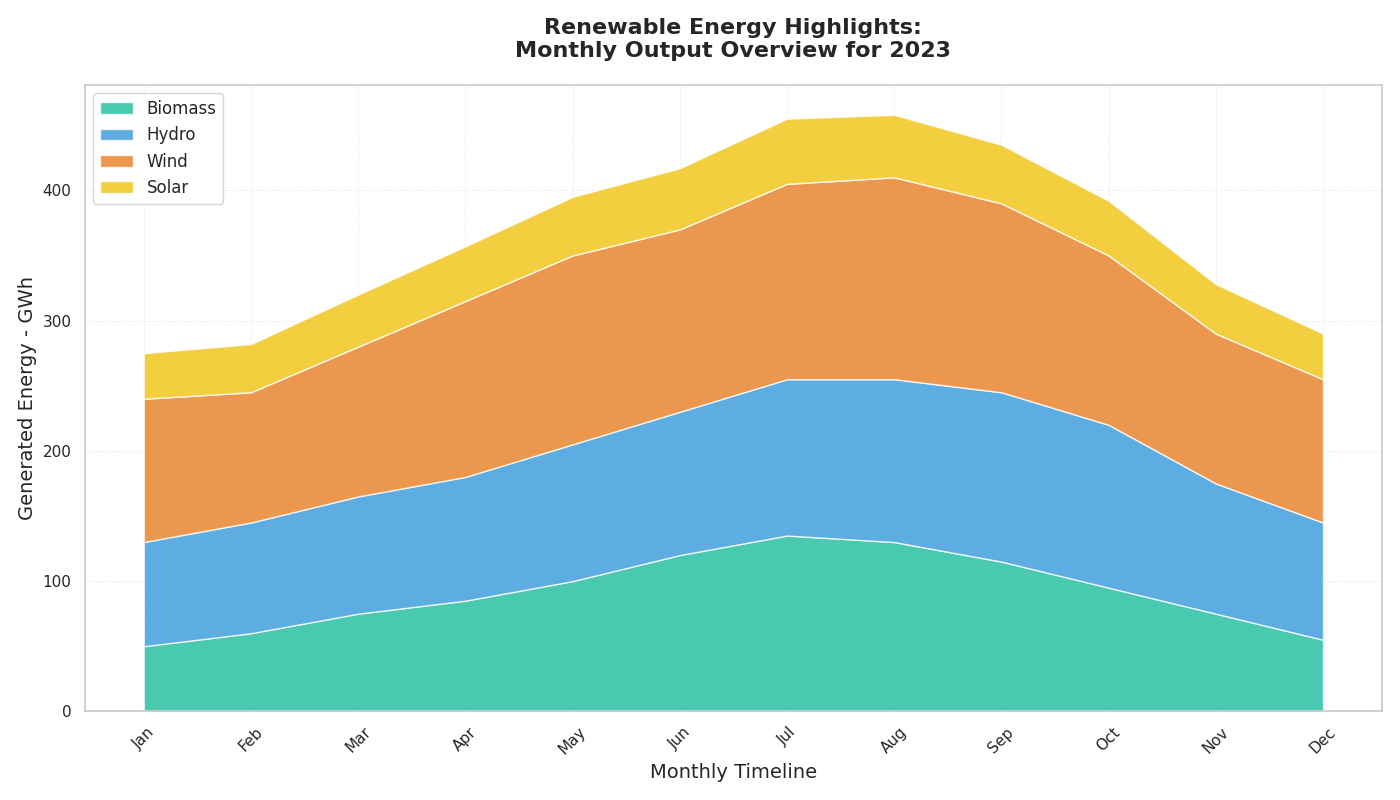 Renewable Energy Highlights:
Monthly Output Overview for 2023
Biomass
Hydro
Wind
Solar
Generated Energy - GWh
400
300
200
100
0
Jan
Feb
Mar
Apr
May
Jun
Jul
Aug
Sep
Oct
Nov
Dec
Monthly Timeline